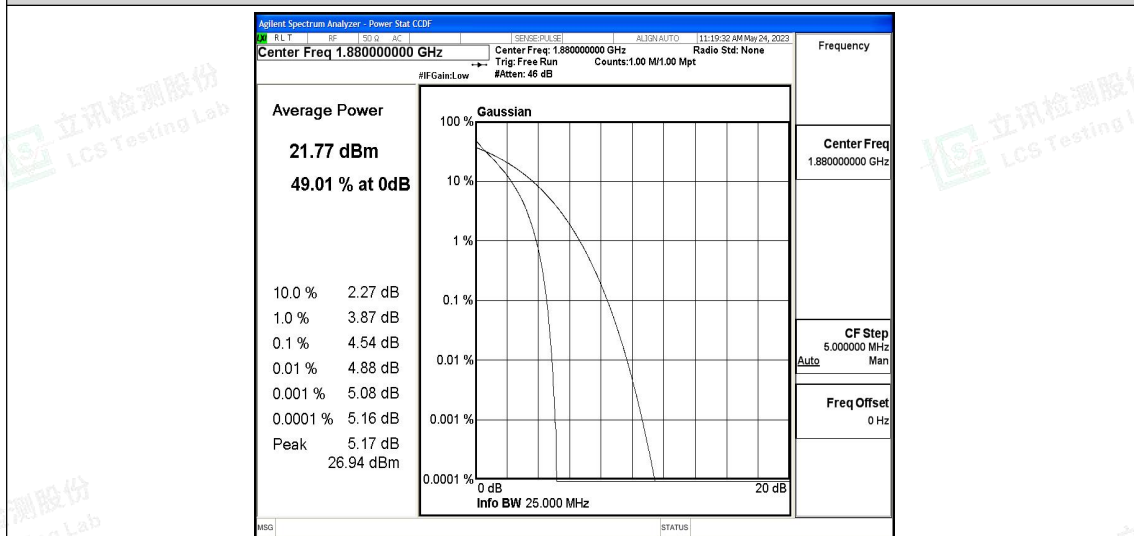 Agilent Spectrum Analyzer - Power Stat CCDF
LXI RL T RF 50 Ω AC SENSE:PULSE ALIGN AUTO 11:19:32 AM May 24, 2023
Center Freq 1.880000000 GHz
Center Freq: 1.880000000 GHz Radio Std: None
Trig: Free Run Counts:1.00 M/1.00 Mpt
#IFGain:Low #Atten: 46 dB
Frequency
Average Power
21.77 dBm
49.01 % at 0dB
10.0 % 2.27 dB
1.0 % 3.87 dB
0.1 % 4.54 dB
0.01 % 4.88 dB
0.001 % 5.08 dB
0.0001 % 5.16 dB
Peak 5.17 dB
26.94 dBm
Gaussian
100 %
10 %
1 %
0.1 %
0.01 %
0.001 %
0.0001 %
0 dB 20 dB
Info BW 25.000 MHz
Center Freq
1.880000000 GHz
CF Step
5.000000 MHz
Auto Man
Freq Offset
0 Hz
MSG STATUS
立讯检测股份
LCS Testing Lab
立讯检测股份
LCS Testing L
测股份
Lab